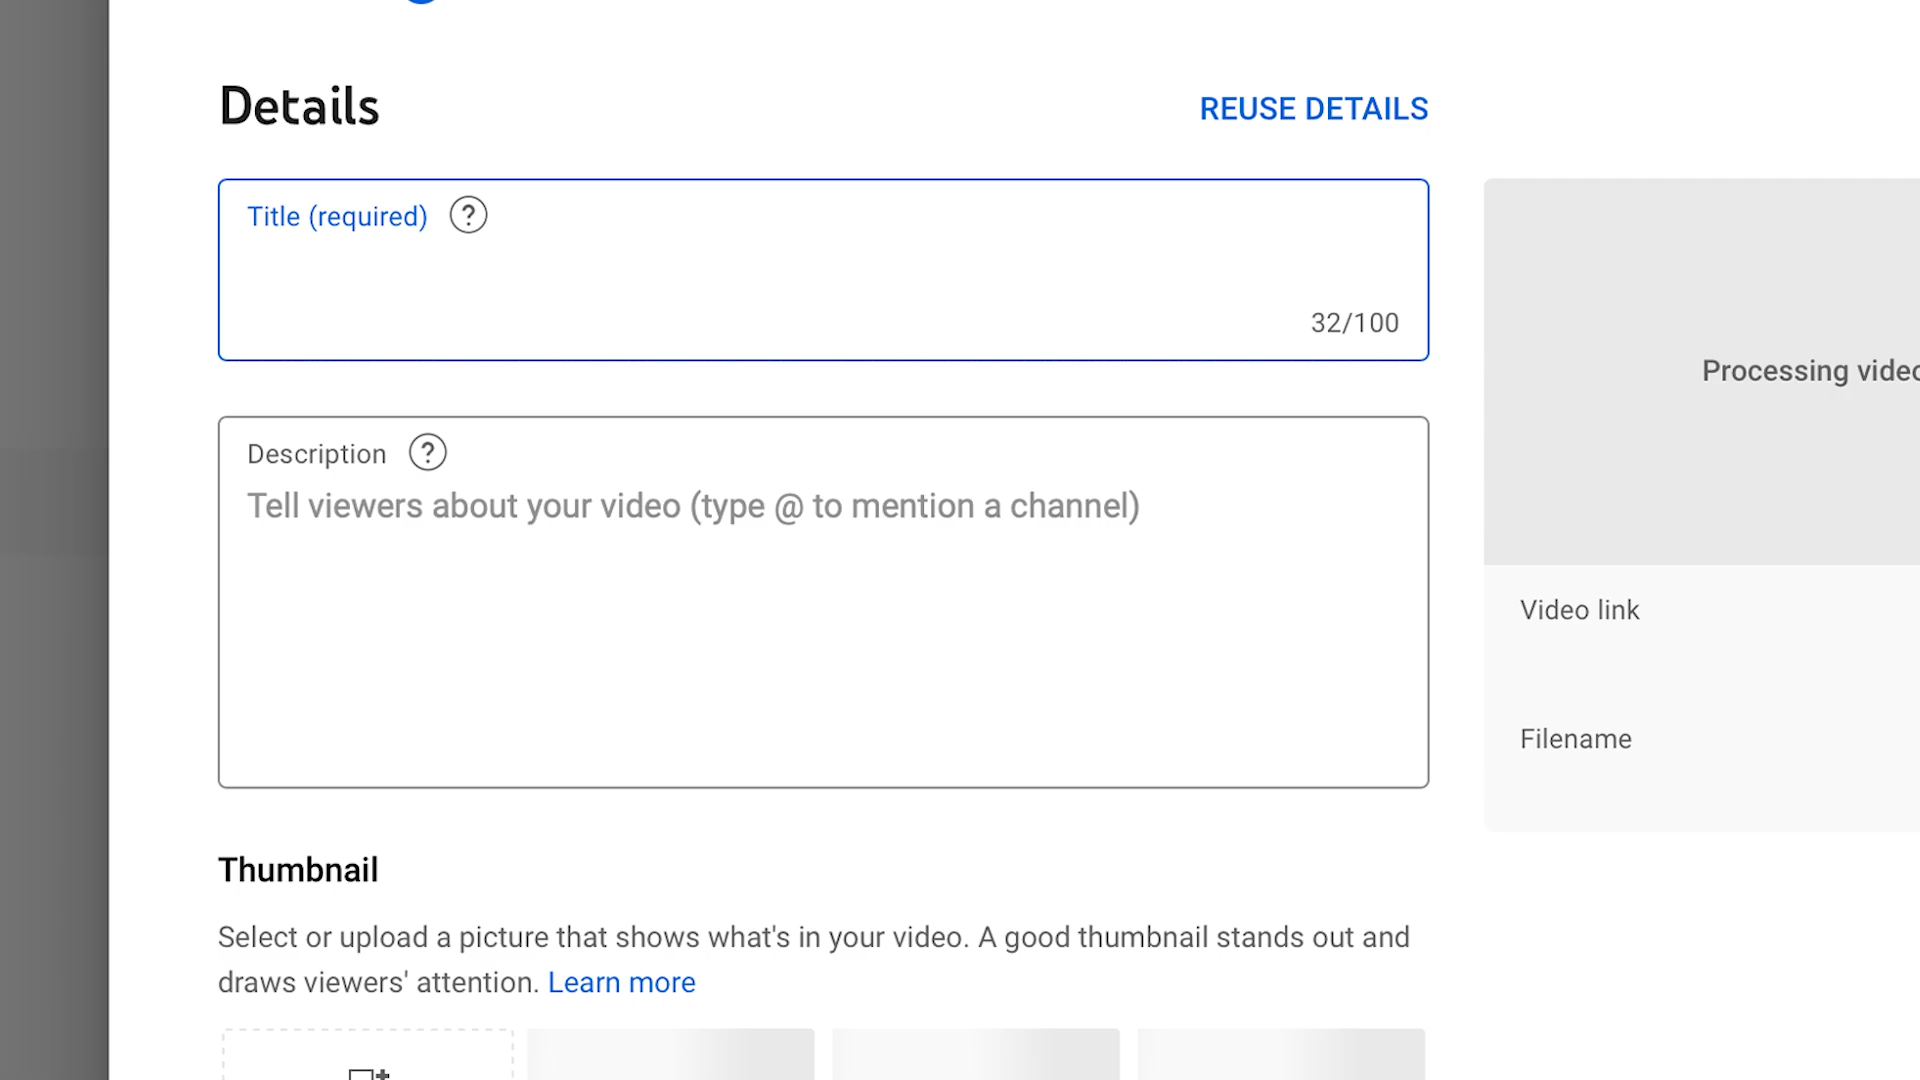 Details
REUSE DETAILS
Title (required) ?
32/100
Description ?
Tell viewers about your video (type @ to mention a channel)
Processing video
Video link
Filename
Thumbnail
Select or upload a picture that shows what's in your video. A good thumbnail stands out and
draws viewers' attention. Learn more